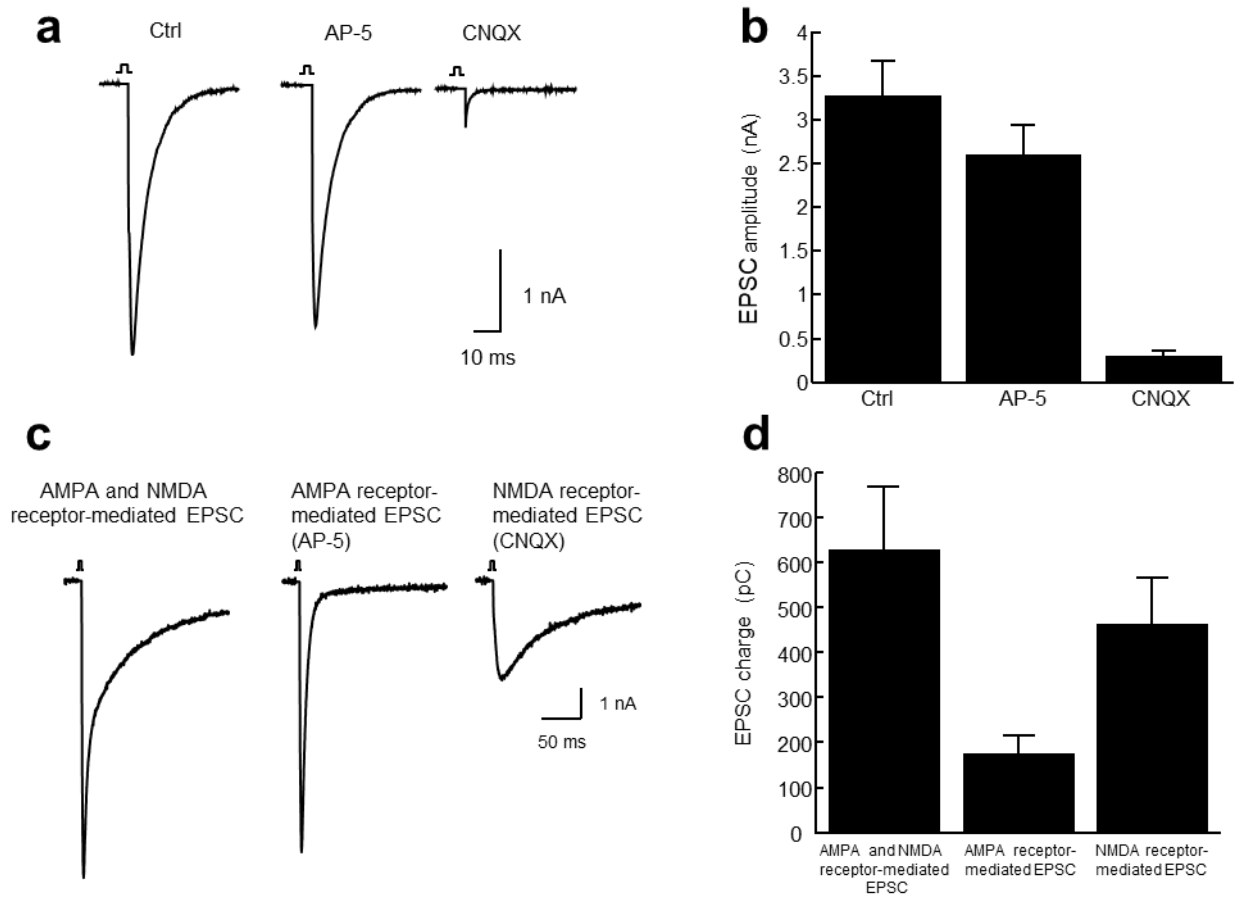 a
Ctrl
AP-5
CNQX
1 nA
10 ms
b
EPSC amplitude (nA)
4
3.5
3
2.5
2
1.5
1
0.5
0
Ctrl
AP-5
CNQX
c
AMPA and NMDA
receptor-mediated EPSC
AMPA receptor-
mediated EPSC
(AP-5)
NMDA receptor-
mediated EPSC
(CNQX)
1 nA
50 ms
d
EPSC charge (pC)
800
700
600
500
400
300
200
100
0
AMPA and NMDA
receptor-mediated
EPSC
AMPA receptor-
mediated EPSC
NMDA receptor-
mediated EPSC